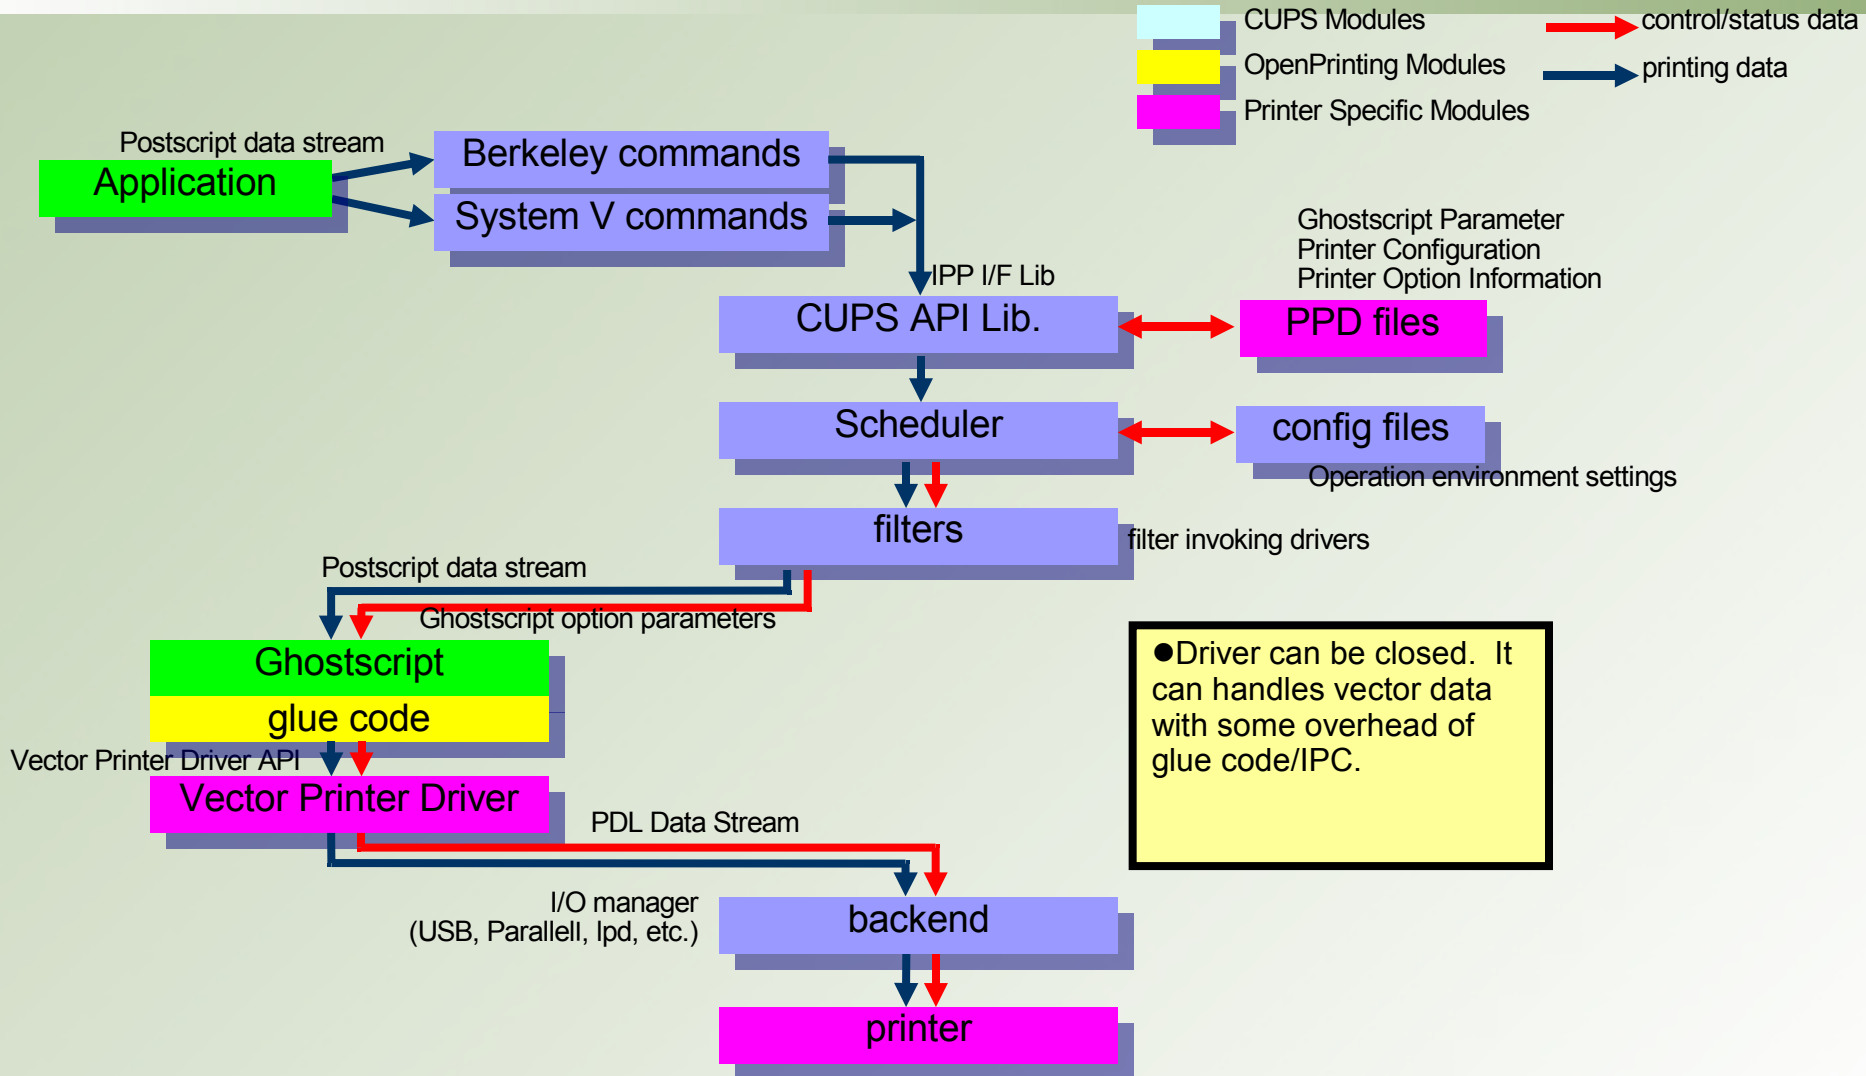 CUPS Modules
control/status data
OpenPrinting Modules
printing data
Printer Specific Modules
Postscript data stream
Application
Berkeley commands
System V commands
IPP I/F Lib
Ghostscript Parameter
Printer Configuration
Printer Option Information
CUPS API Lib.
PPD files
Scheduler
config files
Operation environment settings
filters
filter invoking drivers
Postscript data stream
Ghostscript option parameters
Ghostscript
glue code
Vector Printer Driver API
Vector Printer Driver
●Driver can be closed. It
can handles vector data
with some overhead of
glue code/IPC.
PDL Data Stream
I/O manager
(USB, Parallell, lpd, etc.)
backend
printer